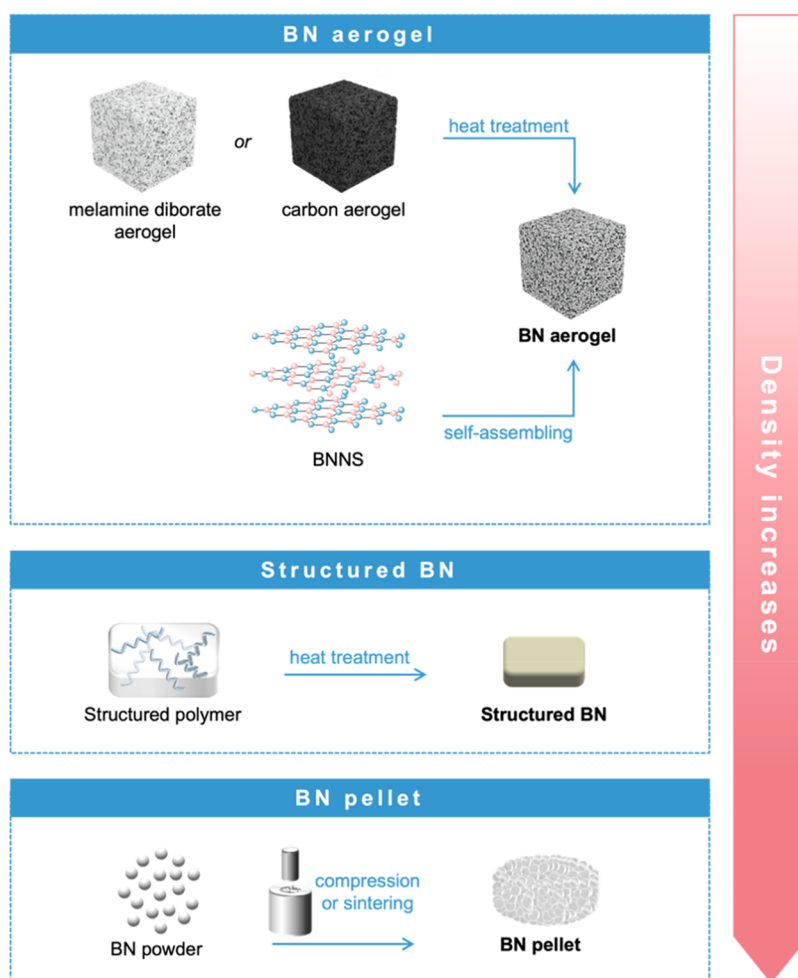 BN aerogel
or
heat treatment
melamine diborate
aerogel
carbon aerogel
BN aerogel
self-assembling
BNNS
Density increases
Structured BN
heat treatment
Structured polymer
Structured BN
BN pellet
compression
or sintering
BN powder
BN pellet